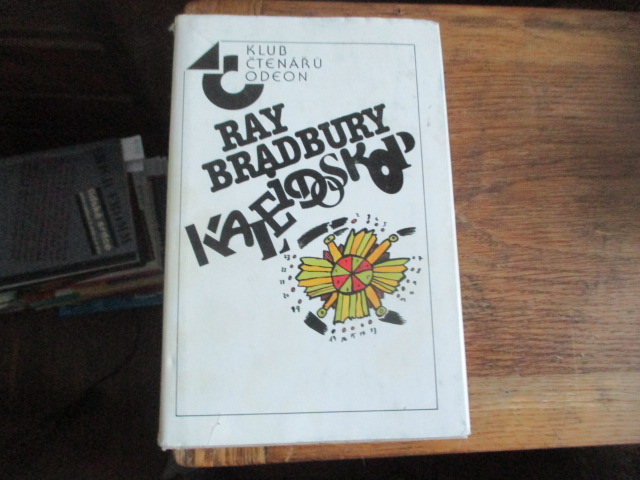 KLUB
ČTENÁŘŮ
ODEON
RAY
BRADBURY
KALEIDOSKOP